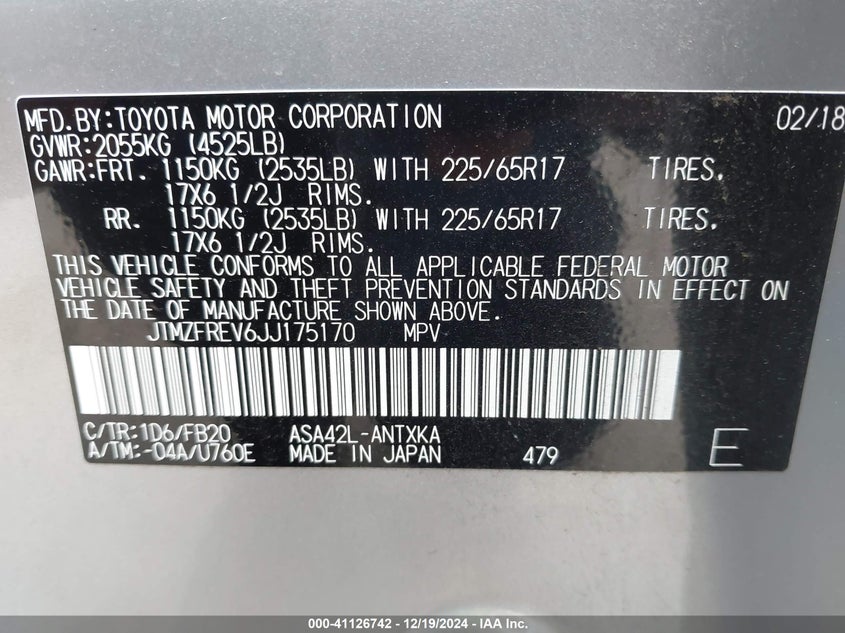 MFD.BY:TOYOTA MOTOR CORPORATION 02/18
GVWR:2055KG (4525LB)
GAWR:FRT. 1150KG (2535LB) WITH 225/65R17 TIRES,
17X6 1/2J RIMS.
RR. 1150KG (2535LB) WITH 225/65R17 TIRES,
17X6 1/2J RIMS.
THIS VEHICLE CONFORMS TO ALL APPLICABLE FEDERAL MOTOR
VEHICLE SAFETY AND THEFT PREVENTION STANDARDS IN EFFECT ON
THE DATE OF MANUFACTURE SHOWN ABOVE.
JTMZFREV6JJ175170 MPV
C/TR:1D6/FB20 ASA42L-ANTXKA
A/TM:-04A/U760E MADE IN JAPAN 479 E
000-41126742 / 12/19/2024 - IAA Inc.